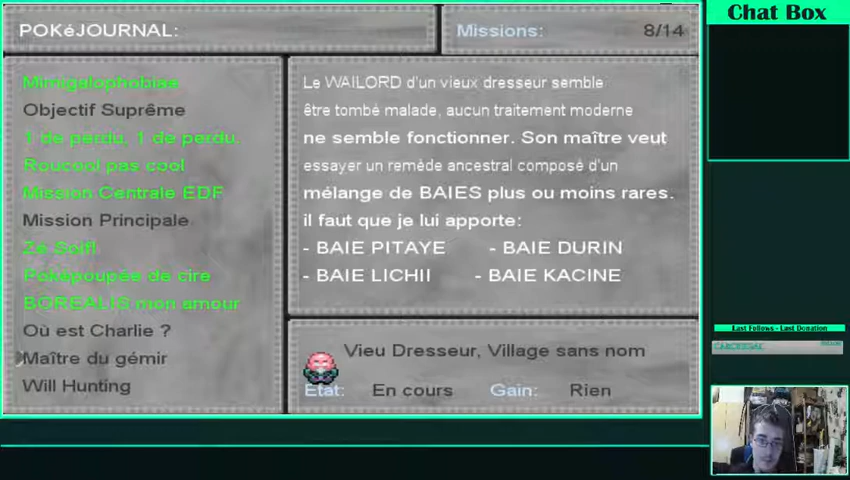 POKéJOURNAL:
Missions: 8/14
Chat Box
Mimigalophobiae
Objectif Suprême
1 de perdu, 1 de perdu.
Roucool pas cool
Mission Centrale EDF
Mission Principale
Zé Solfl
Poképoupée de cire
BOREALIS mon amour
Où est Charlie ?
Maître du gémir
Will Hunting
Le WAILORD d'un vieux dresseur semble
être tombé malade, aucun traitement moderne
ne semble fonctionner. Son maître veut
essayer un remède ancestral composé d'un
mélange de BAIES plus ou moins rares.
il faut que je lui apporte:
- BAIE PITAYE - BAIE DURIN
- BAIE LICHII - BAIE KACINE
Vieu Dresseur, Village sans nom
Etat: En cours Gain: Rien
Last Follows - Last Donation